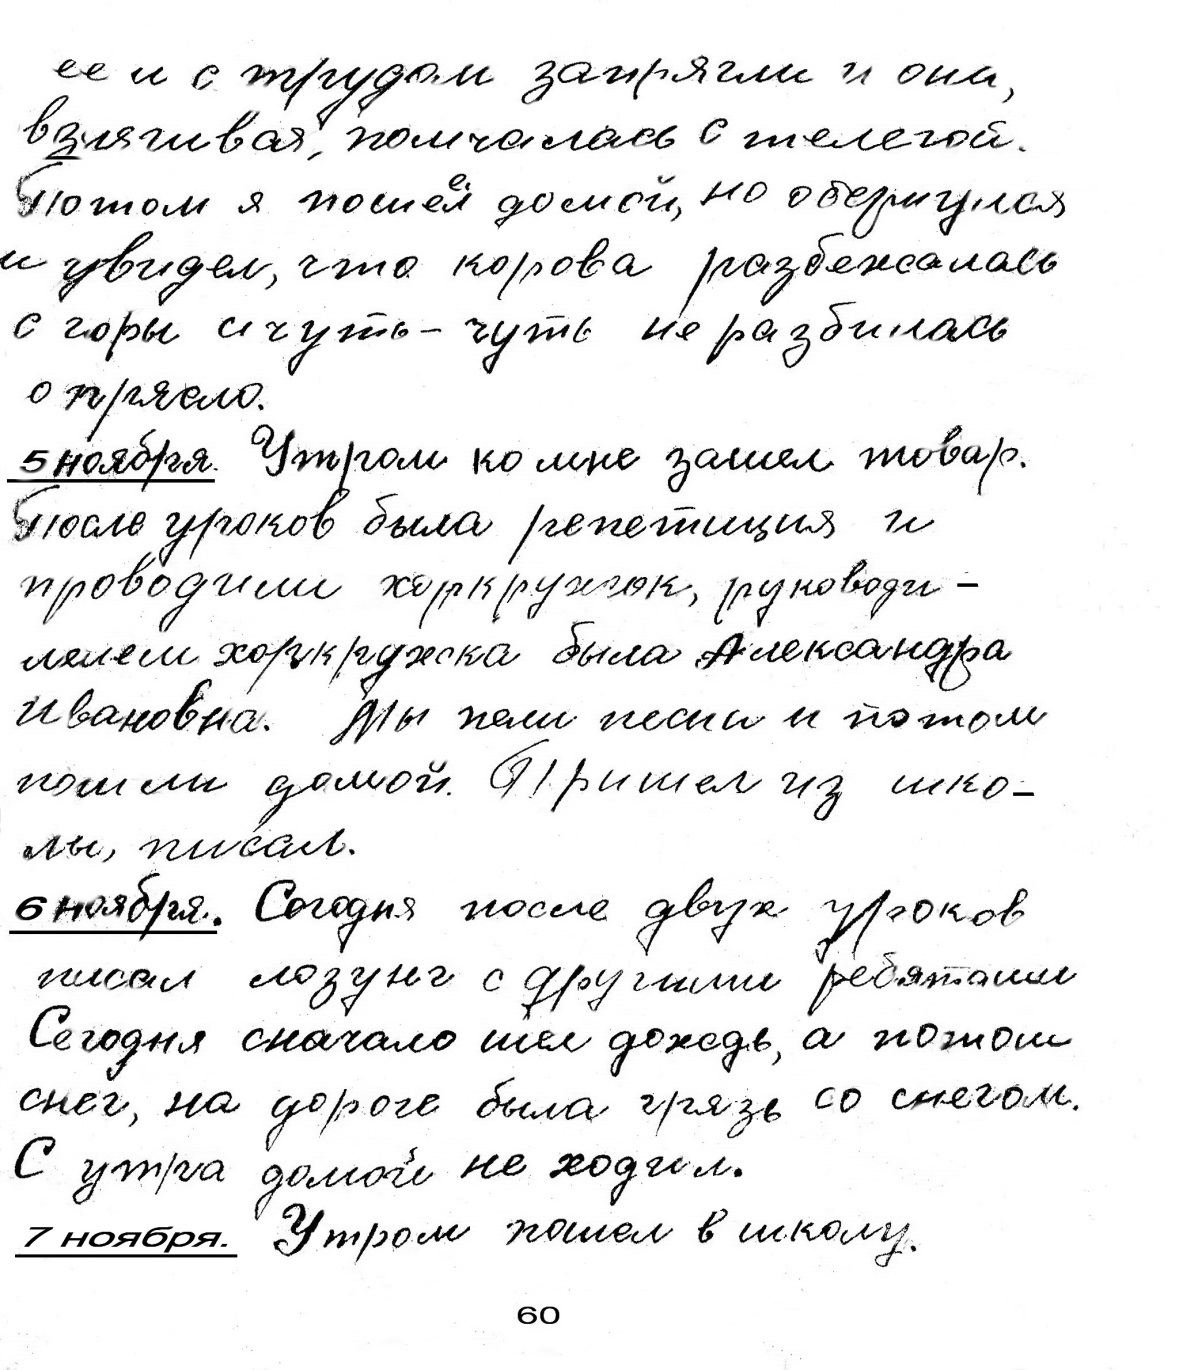 ее и с трудом запрягли и она,
взлягивая, помчалась с телегой.
Потом я пошел домой, но обернулся
и увидел, что корова разбежалась
с горы и чуть-чуть не разбилась
о прясло.
5 ноября. Утром ко мне зашел товар.
После уроков была репетиция и
проводили хоркружок, руководи-
лелем хоркружска была Александра
Ивановна. Мы пели песни и потом
пошли домой. Пришел из шко-
лы, писал.
6 ноября. Сегодня после двух уроков
писал лозунг с другими ребятами
Сегодня сначало шел дождь, а потом
снег, на дороге была грязь со снегом.
С утра домой не ходил.
7 ноября. Утром пошел в школу.
60